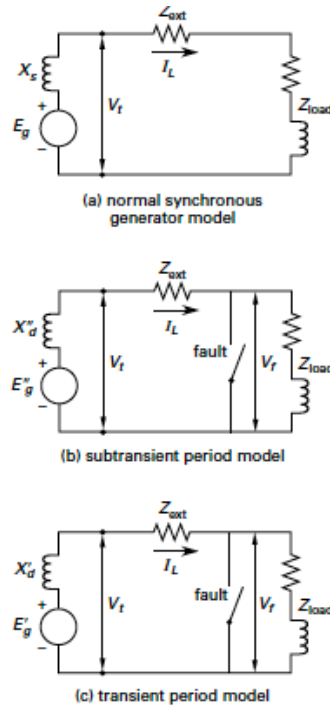 Z_ext
X_s
I_L
V_t
+
E_g
−
Z_load
(a) normal synchronous
generator model
Z_ext
X''_d
I_L
fault
V_t
V_f
+
E''_g
−
Z_load
(b) subtransient period model
Z_ext
X'_d
I_L
fault
V_t
V_f
+
E'_g
−
Z_load
(c) transient period model